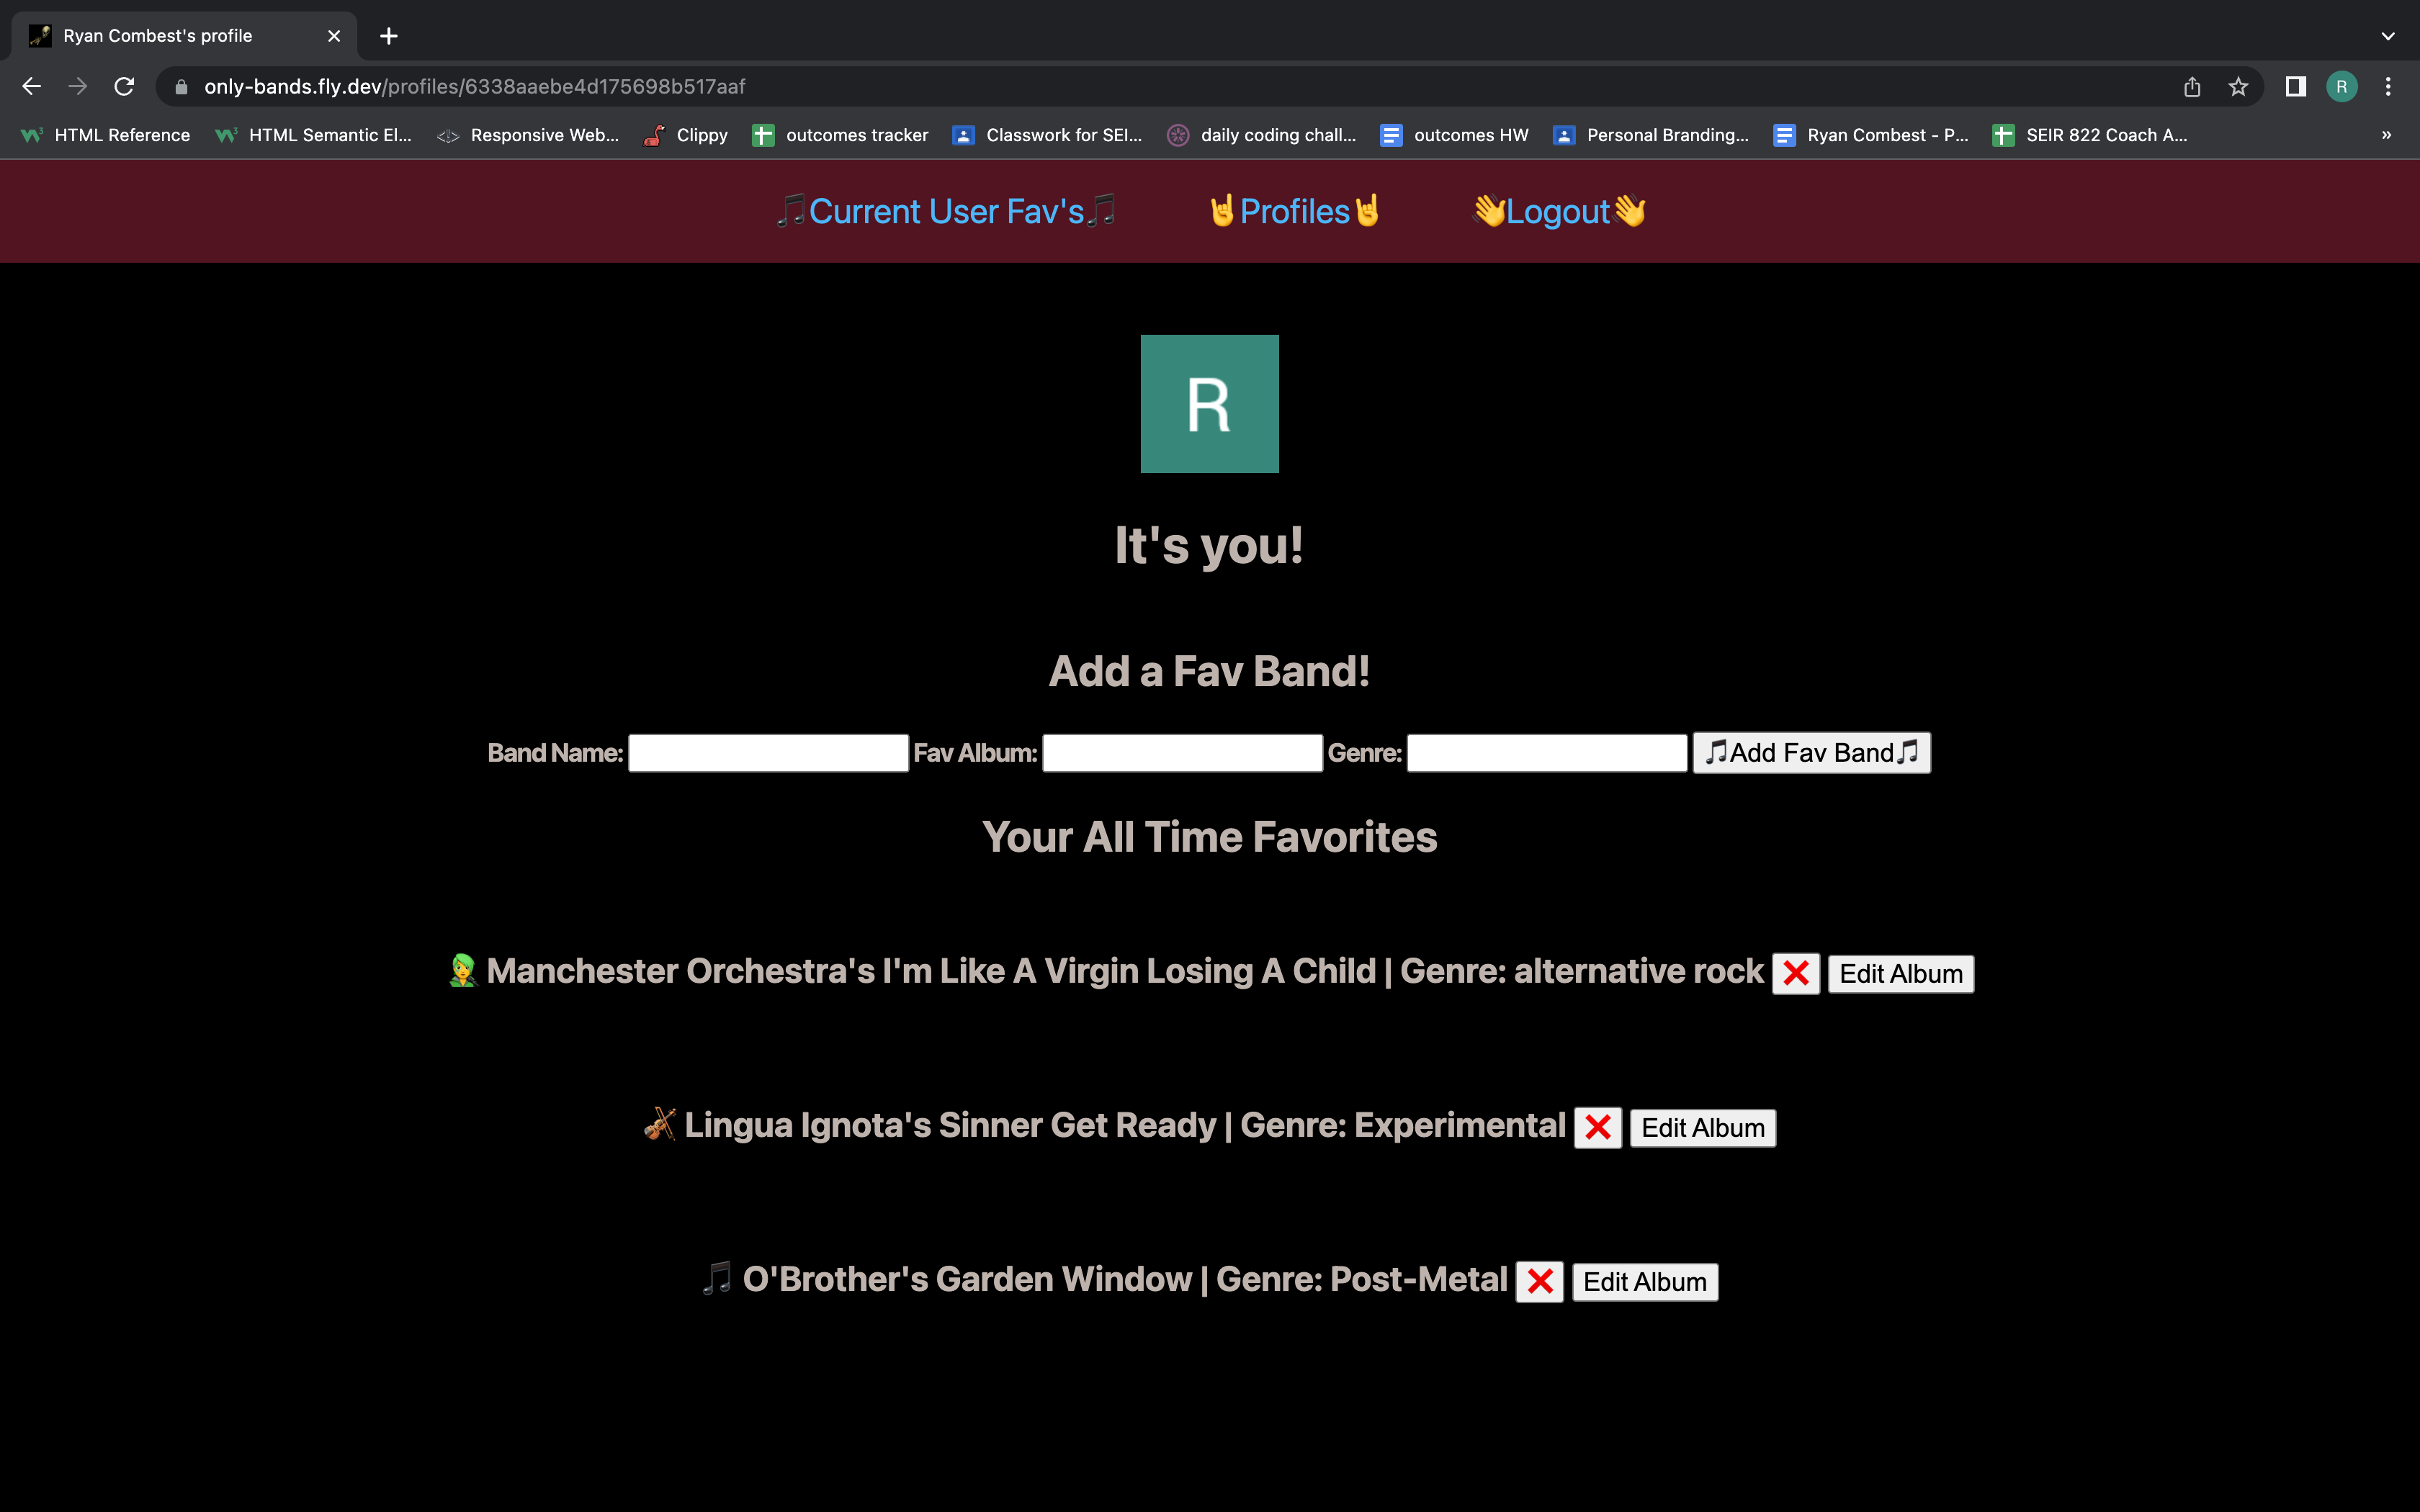 Ryan Combest's profile
only-bands.fly.dev/profiles/6338aaebe4d175698b517aaf
R
HTML Reference HTML Semantic El... Responsive Web... Clippy outcomes tracker Classwork for SEI... daily coding chall... outcomes HW Personal Branding... Ryan Combest - P... SEIR 822 Coach A... »
🎵Current User Fav's🎵 🤘Profiles🤘 👋Logout👋
R
It's you!
Add a Fav Band!
Band Name: Fav Album: Genre: 🎵Add Fav Band🎵
Your All Time Favorites
👨‍🎤 Manchester Orchestra's I'm Like A Virgin Losing A Child | Genre: alternative rock ❌ Edit Album
🎻 Lingua Ignota's Sinner Get Ready | Genre: Experimental ❌ Edit Album
🎵 O'Brother's Garden Window | Genre: Post-Metal ❌ Edit Album